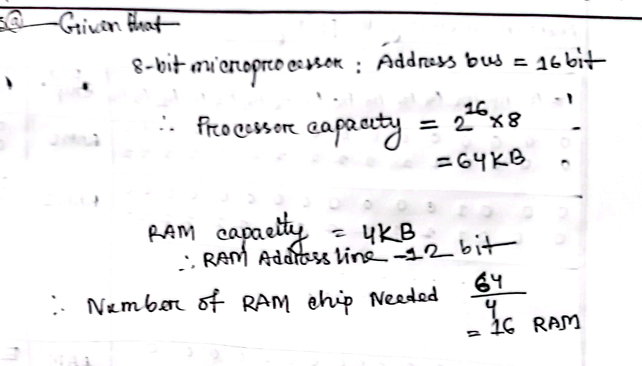 5@ Given that
8-bit microprocessor : Address bus = 16 bit
∴ Processor capacity = 2^16 x 8
= 64KB
RAM capacity = 4KB
∴ RAM Address line - 12 bit
∴ Number of RAM chip Needed 64/4
= 16 RAM